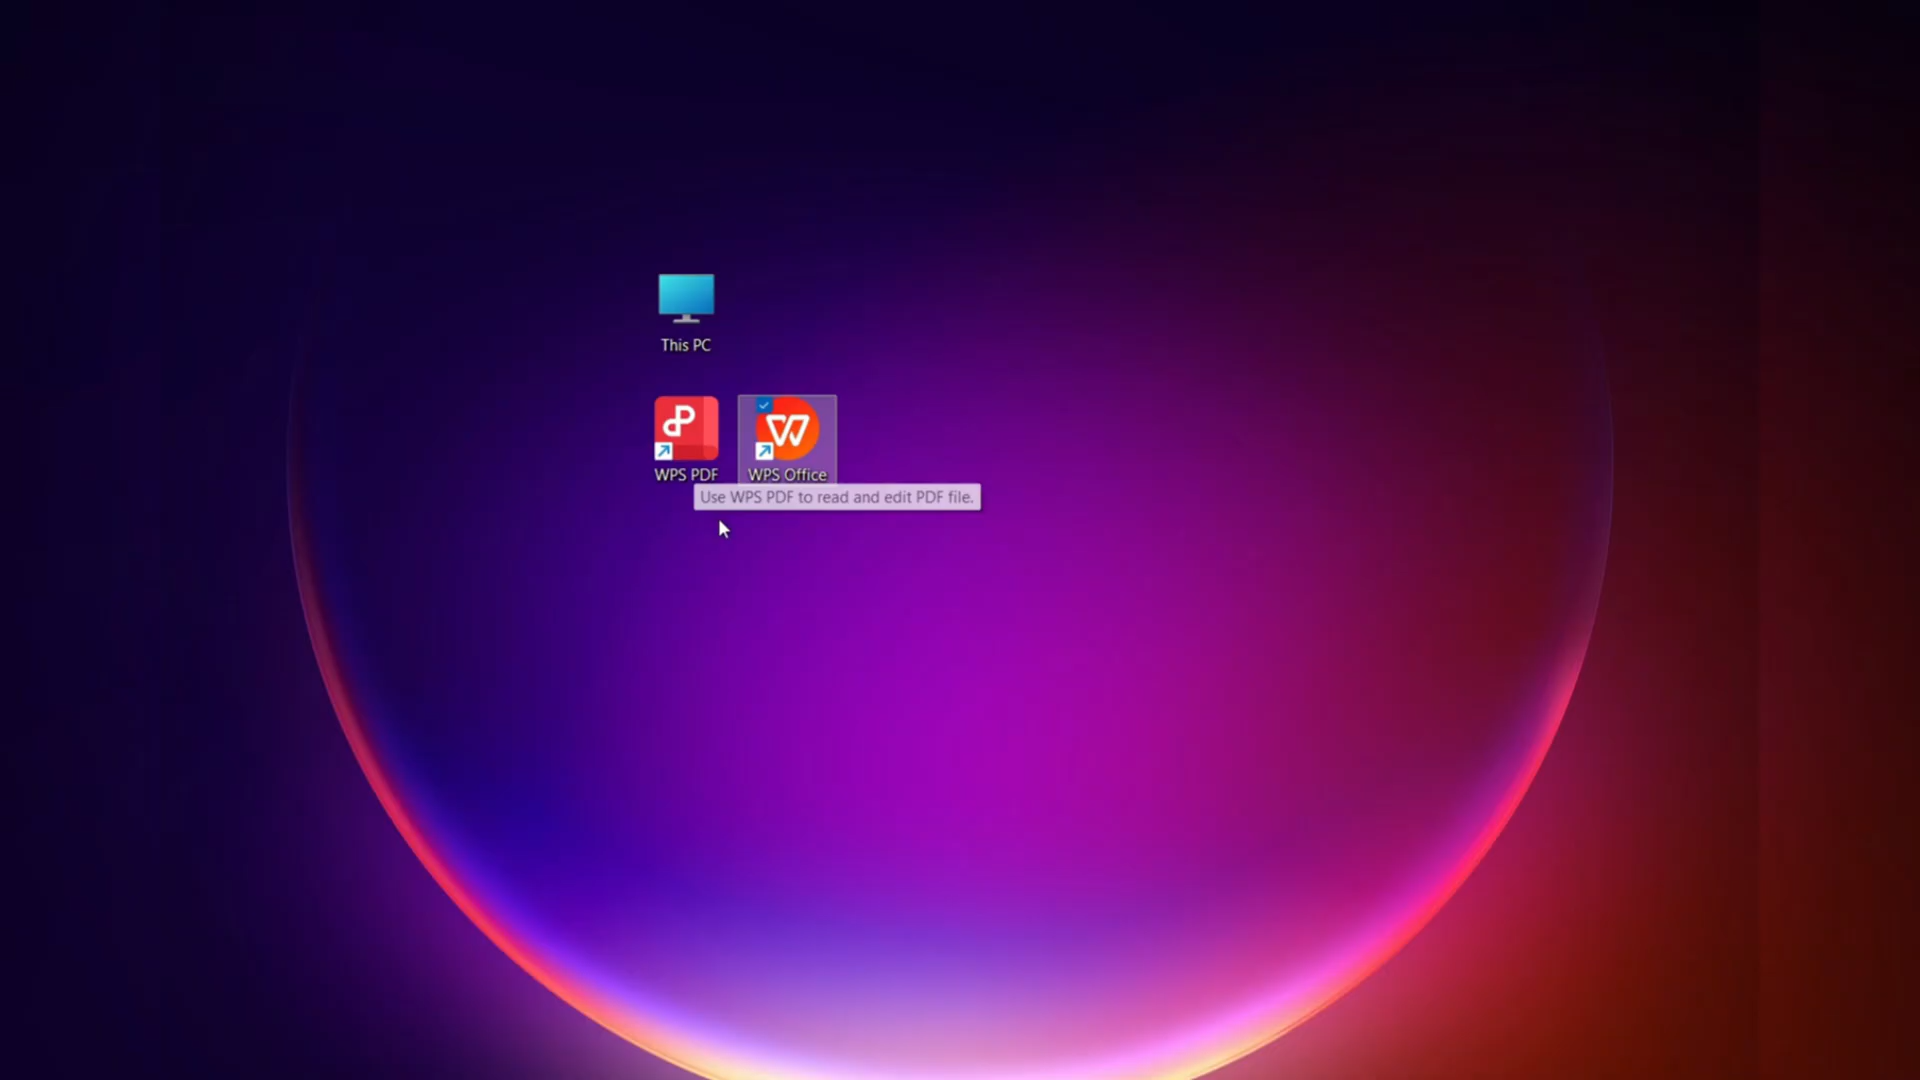 This PC
WPS PDF
WPS Office
Use WPS PDF to read and edit PDF file.